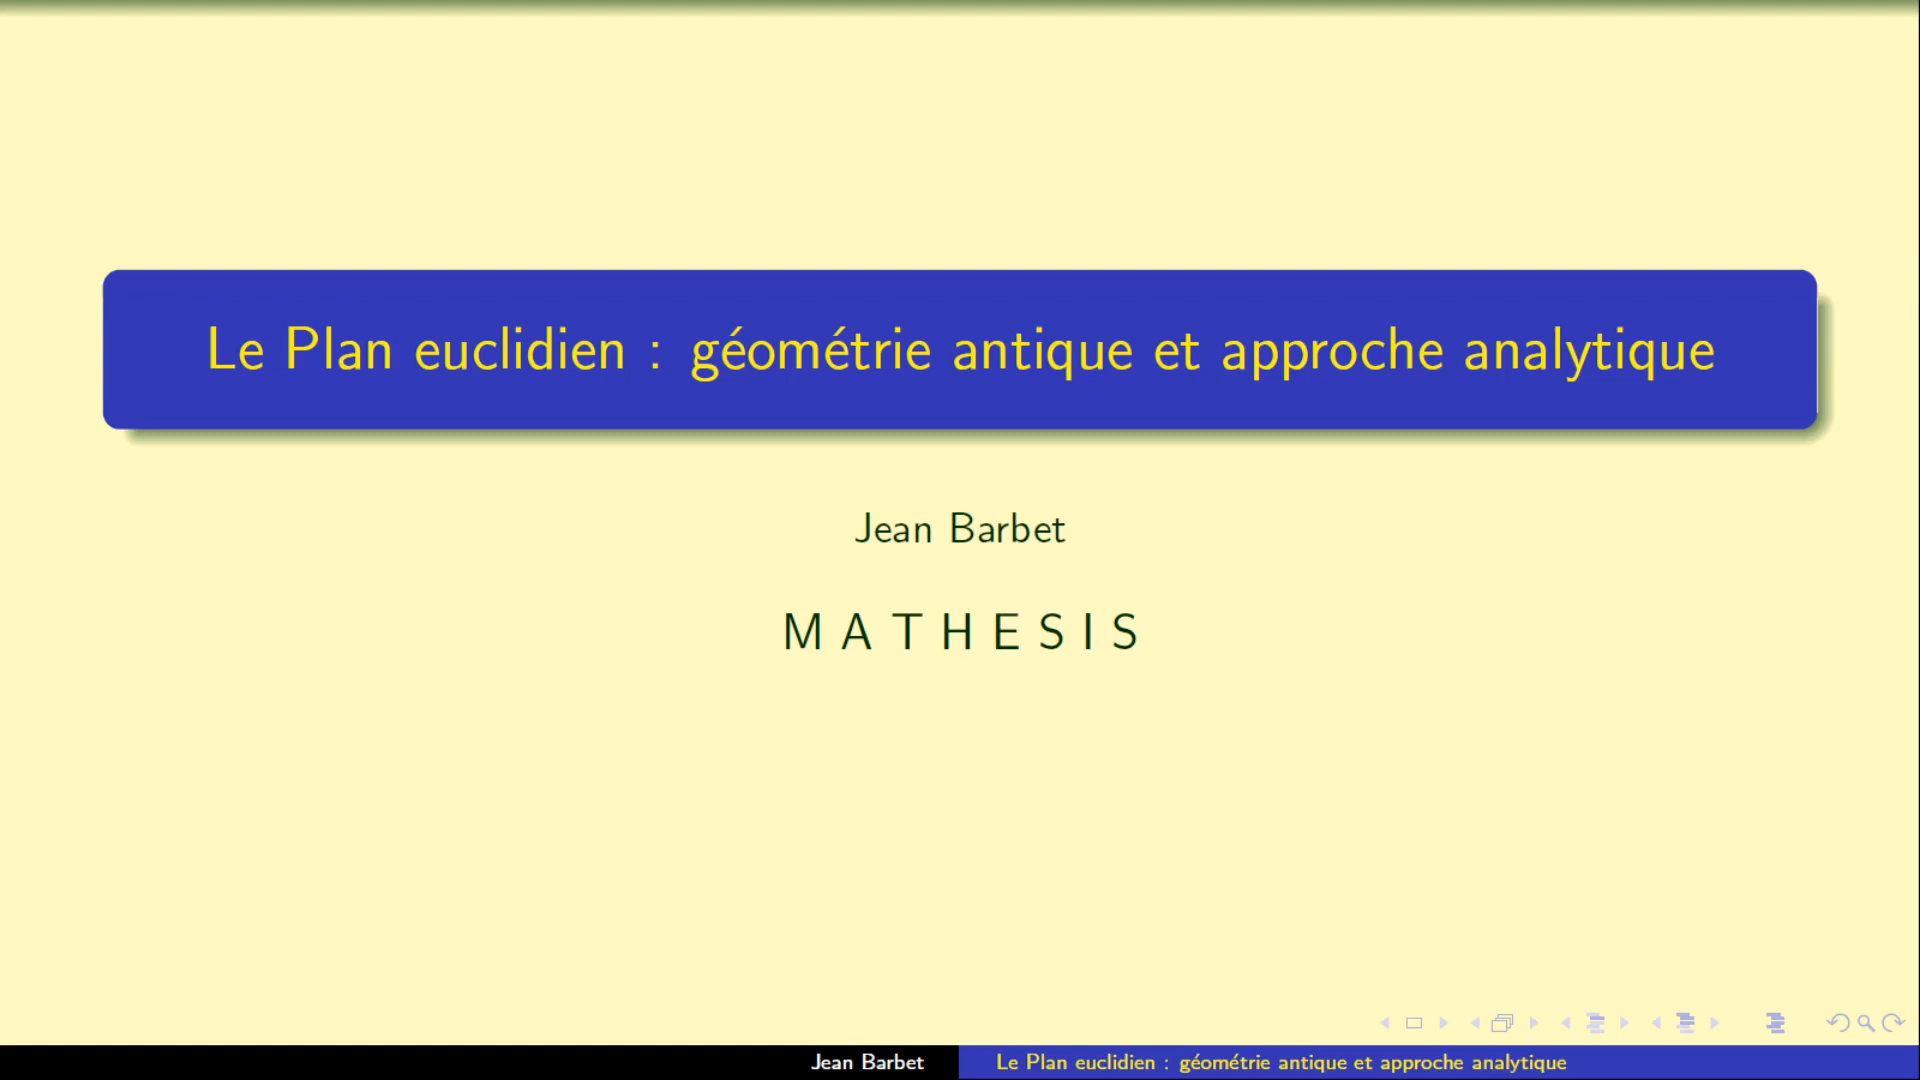 Le Plan euclidien : géométrie antique et approche analytique
Jean Barbet
M A T H E S I S
Jean Barbet
Le Plan euclidien : géométrie antique et approche analytique